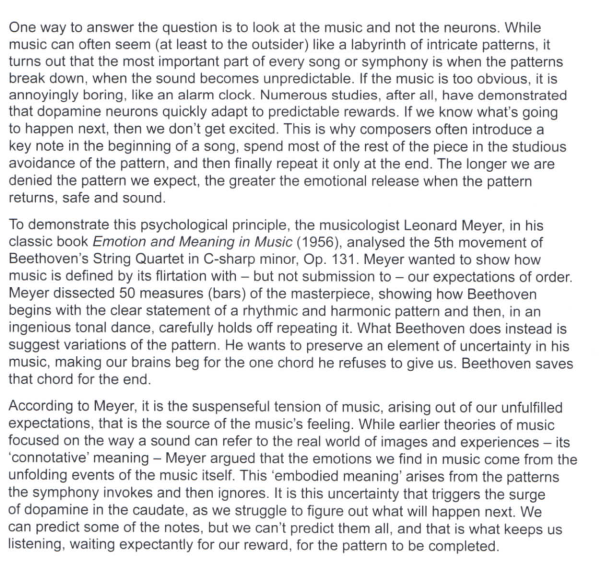 One way to answer the question is to look at the music and not the neurons. While
music can often seem (at least to the outsider) like a labyrinth of intricate patterns, it
turns out that the most important part of every song or symphony is when the patterns
break down, when the sound becomes unpredictable. If the music is too obvious, it is
annoyingly boring, like an alarm clock. Numerous studies, after all, have demonstrated
that dopamine neurons quickly adapt to predictable rewards. If we know what's going
to happen next, then we don't get excited. This is why composers often introduce a
key note in the beginning of a song, spend most of the rest of the piece in the studious
avoidance of the pattern, and then finally repeat it only at the end. The longer we are
denied the pattern we expect, the greater the emotional release when the pattern
returns, safe and sound.
To demonstrate this psychological principle, the musicologist Leonard Meyer, in his
classic book Emotion and Meaning in Music (1956), analysed the 5th movement of
Beethoven's String Quartet in C-sharp minor, Op. 131. Meyer wanted to show how
music is defined by its flirtation with – but not submission to – our expectations of order.
Meyer dissected 50 measures (bars) of the masterpiece, showing how Beethoven
begins with the clear statement of a rhythmic and harmonic pattern and then, in an
ingenious tonal dance, carefully holds off repeating it. What Beethoven does instead is
suggest variations of the pattern. He wants to preserve an element of uncertainty in his
music, making our brains beg for the one chord he refuses to give us. Beethoven saves
that chord for the end.
According to Meyer, it is the suspenseful tension of music, arising out of our unfulfilled
expectations, that is the source of the music's feeling. While earlier theories of music
focused on the way a sound can refer to the real world of images and experiences – its
'connotative' meaning – Meyer argued that the emotions we find in music come from the
unfolding events of the music itself. This 'embodied meaning' arises from the patterns
the symphony invokes and then ignores. It is this uncertainty that triggers the surge
of dopamine in the caudate, as we struggle to figure out what will happen next. We
can predict some of the notes, but we can't predict them all, and that is what keeps us
listening, waiting expectantly for our reward, for the pattern to be completed.